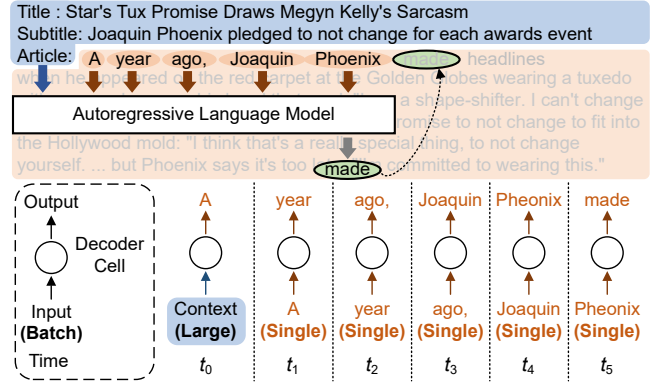 Title : Star's Tux Promise Draws Megyn Kelly's Sarcasm
Subtitle: Joaquin Phoenix pledged to not change for each awards event
Article: A year ago, Joaquin Phoenix made headlines
when he appeared on the red carpet at the Golden Globes wearing a tuxedo
a shape-shifter. I can't change
promise to not change to fit into
the Hollywood mold: "I think that's a really special thing, to not change
yourself. ... but Phoenix says it's too committed to wearing this."
Autoregressive Language Model
made
Output
Decoder
Cell
Input
(Batch)
Time
A year ago, Joaquin Pheonix made
Context A year ago, Joaquin Pheonix
(Large) (Single) (Single) (Single) (Single) (Single)
t0 t1 t2 t3 t4 t5